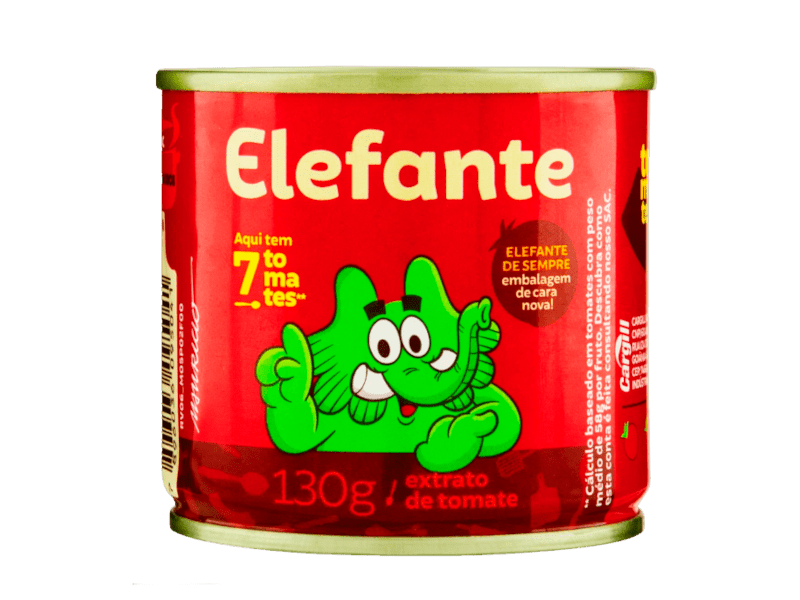 Elefante
Aqui tem
7 to
ma
tes**
ELEFANTE
DE SEMPRE
embalagem
de cara
nova!
130g
extrato
de tomate
** Cálculo baseado em tomates com peso
médio de 58g por fruto. Descubra como
esta conta é feita consultando nosso SAC.
Cargill